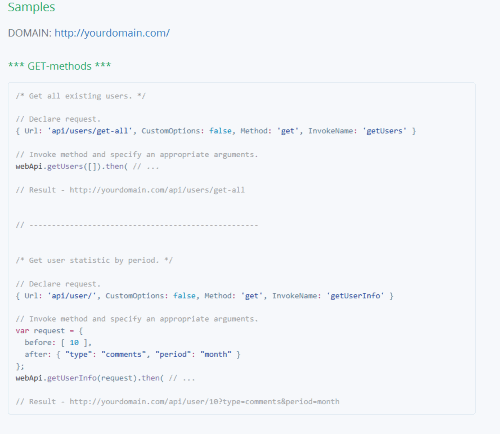 Samples
DOMAIN: http://yourdomain.com/
*** GET-methods ***
/* Get all existing users. */
// Declare request.
{ Url: 'api/users/get-all', CustomOptions: false, Method: 'get', InvokeName: 'getUsers' }
// Invoke method and specify an appropriate arguments.
webApi.getUsers([]).then( // ...
// Result - http://yourdomain.com/api/users/get-all
// ---------------------------------------------------
/* Get user statistic by period. */
// Declare request.
{ Url: 'api/user/', CustomOptions: false, Method: 'get', InvokeName: 'getUserInfo' }
// Invoke method and specify an appropriate arguments.
var request = {
before: [ 10 ],
after: { "type": "comments", "period": "month" }
};
webApi.getUserInfo(request).then( // ...
// Result - http://yourdomain.com/api/user/10?type=comments&period=month